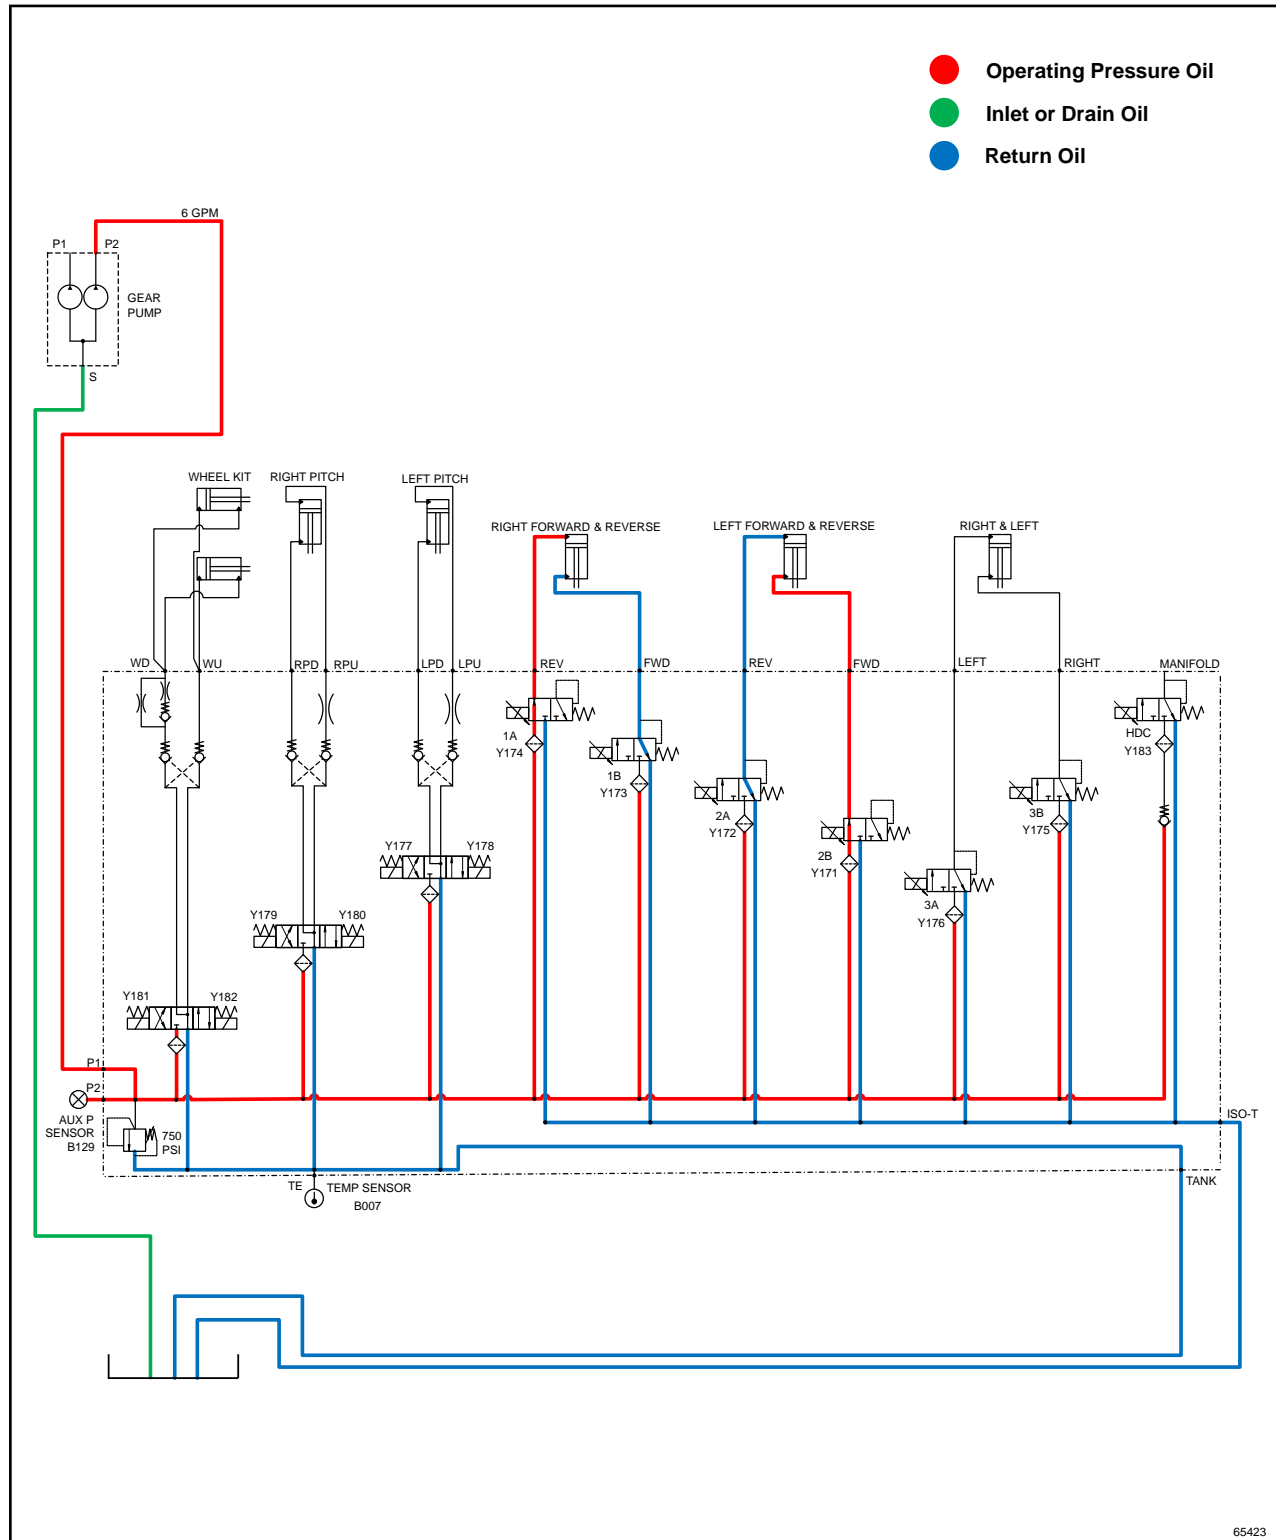 Operating Pressure Oil
Inlet or Drain Oil
Return Oil
6 GPM
P1
P2
GEAR
PUMP
S
WHEEL KIT
RIGHT PITCH
LEFT PITCH
RIGHT FORWARD & REVERSE
LEFT FORWARD & REVERSE
RIGHT & LEFT
WD
WU
RPD
RPU
LPD
LPU
REV
FWD
REV
FWD
LEFT
RIGHT
MANIFOLD
1A
Y174
1B
Y173
2A
Y172
2B
Y171
3A
Y176
3B
Y175
HDC
Y183
Y177
Y178
Y179
Y180
Y181
Y182
P1
P2
AUX P
SENSOR
B129
750
PSI
ISO-T
TE
TEMP SENSOR
B007
TANK
65423